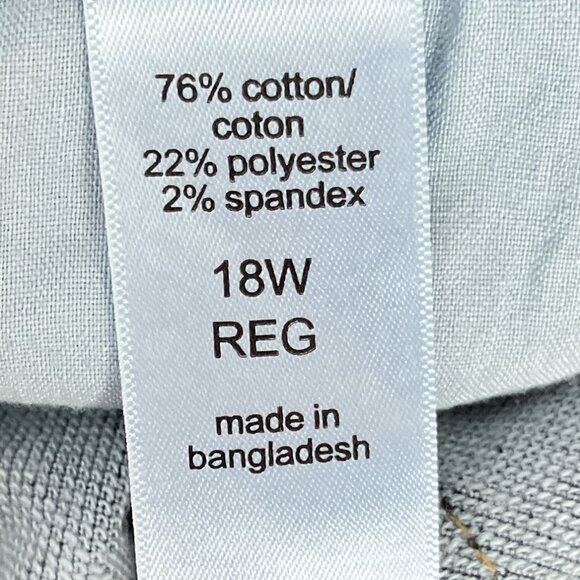 76% cotton/
coton
22% polyester
2% spandex
18W
REG
made in
bangladesh